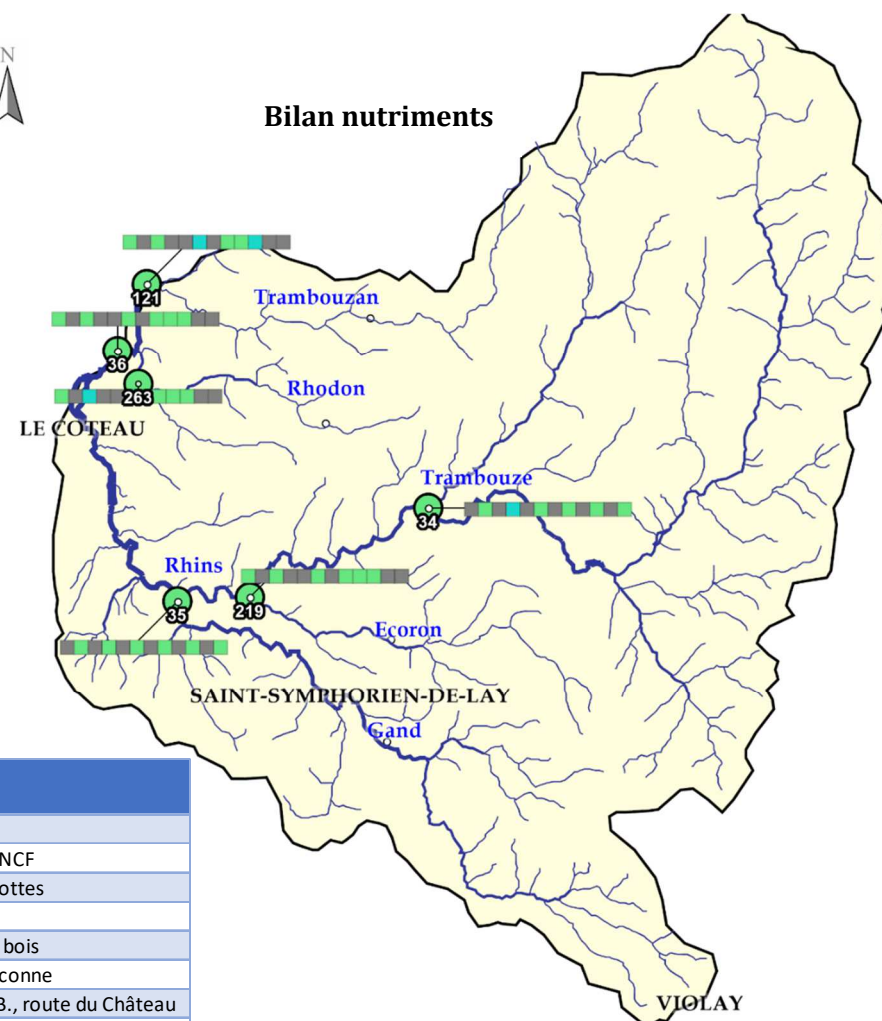 N
Bilan nutriments
121
Trambouzan
36
Rhodon
263
LE COTEAU
Trambouze
34
Rhins
35
219
Ecoron
SAINT-SYMPHORIEN-DE-LAY
Gand
NCF
ottes
bois
conne
B., route du Château
VIOLAY